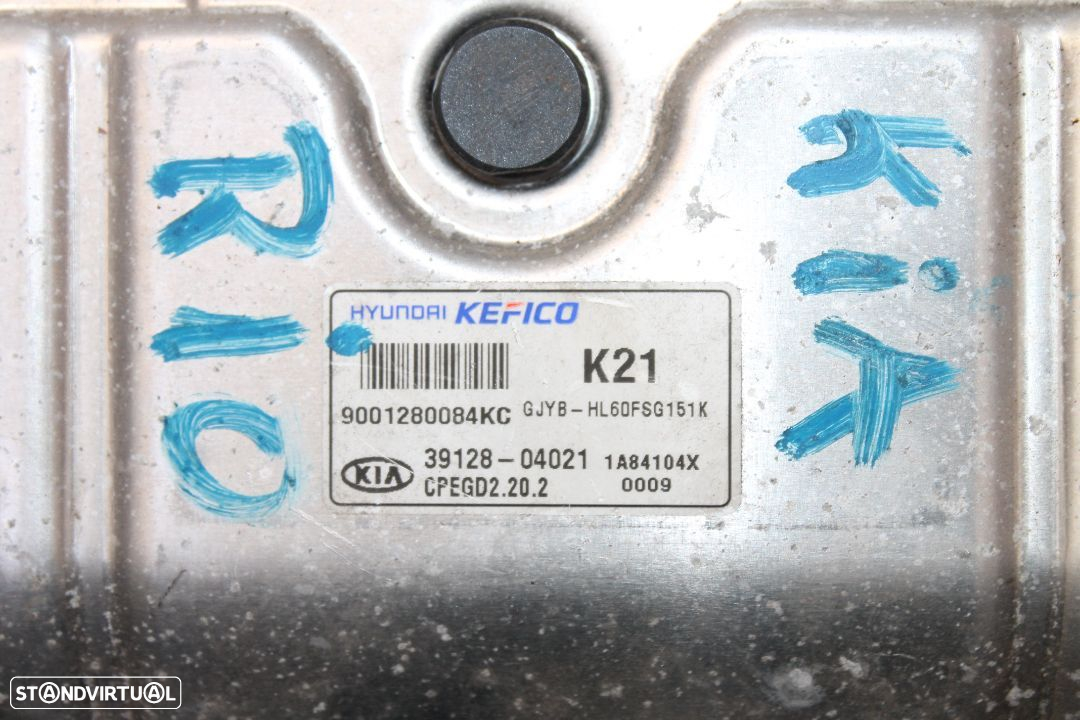 RIO
KiA
HYUNDAI KEFICO
K21
9001280084KC GJYB-HL60FSG151K
KIA 39128-04021 1A84104X
CPEGD2.20.2 0009
STANDVIRTUAL